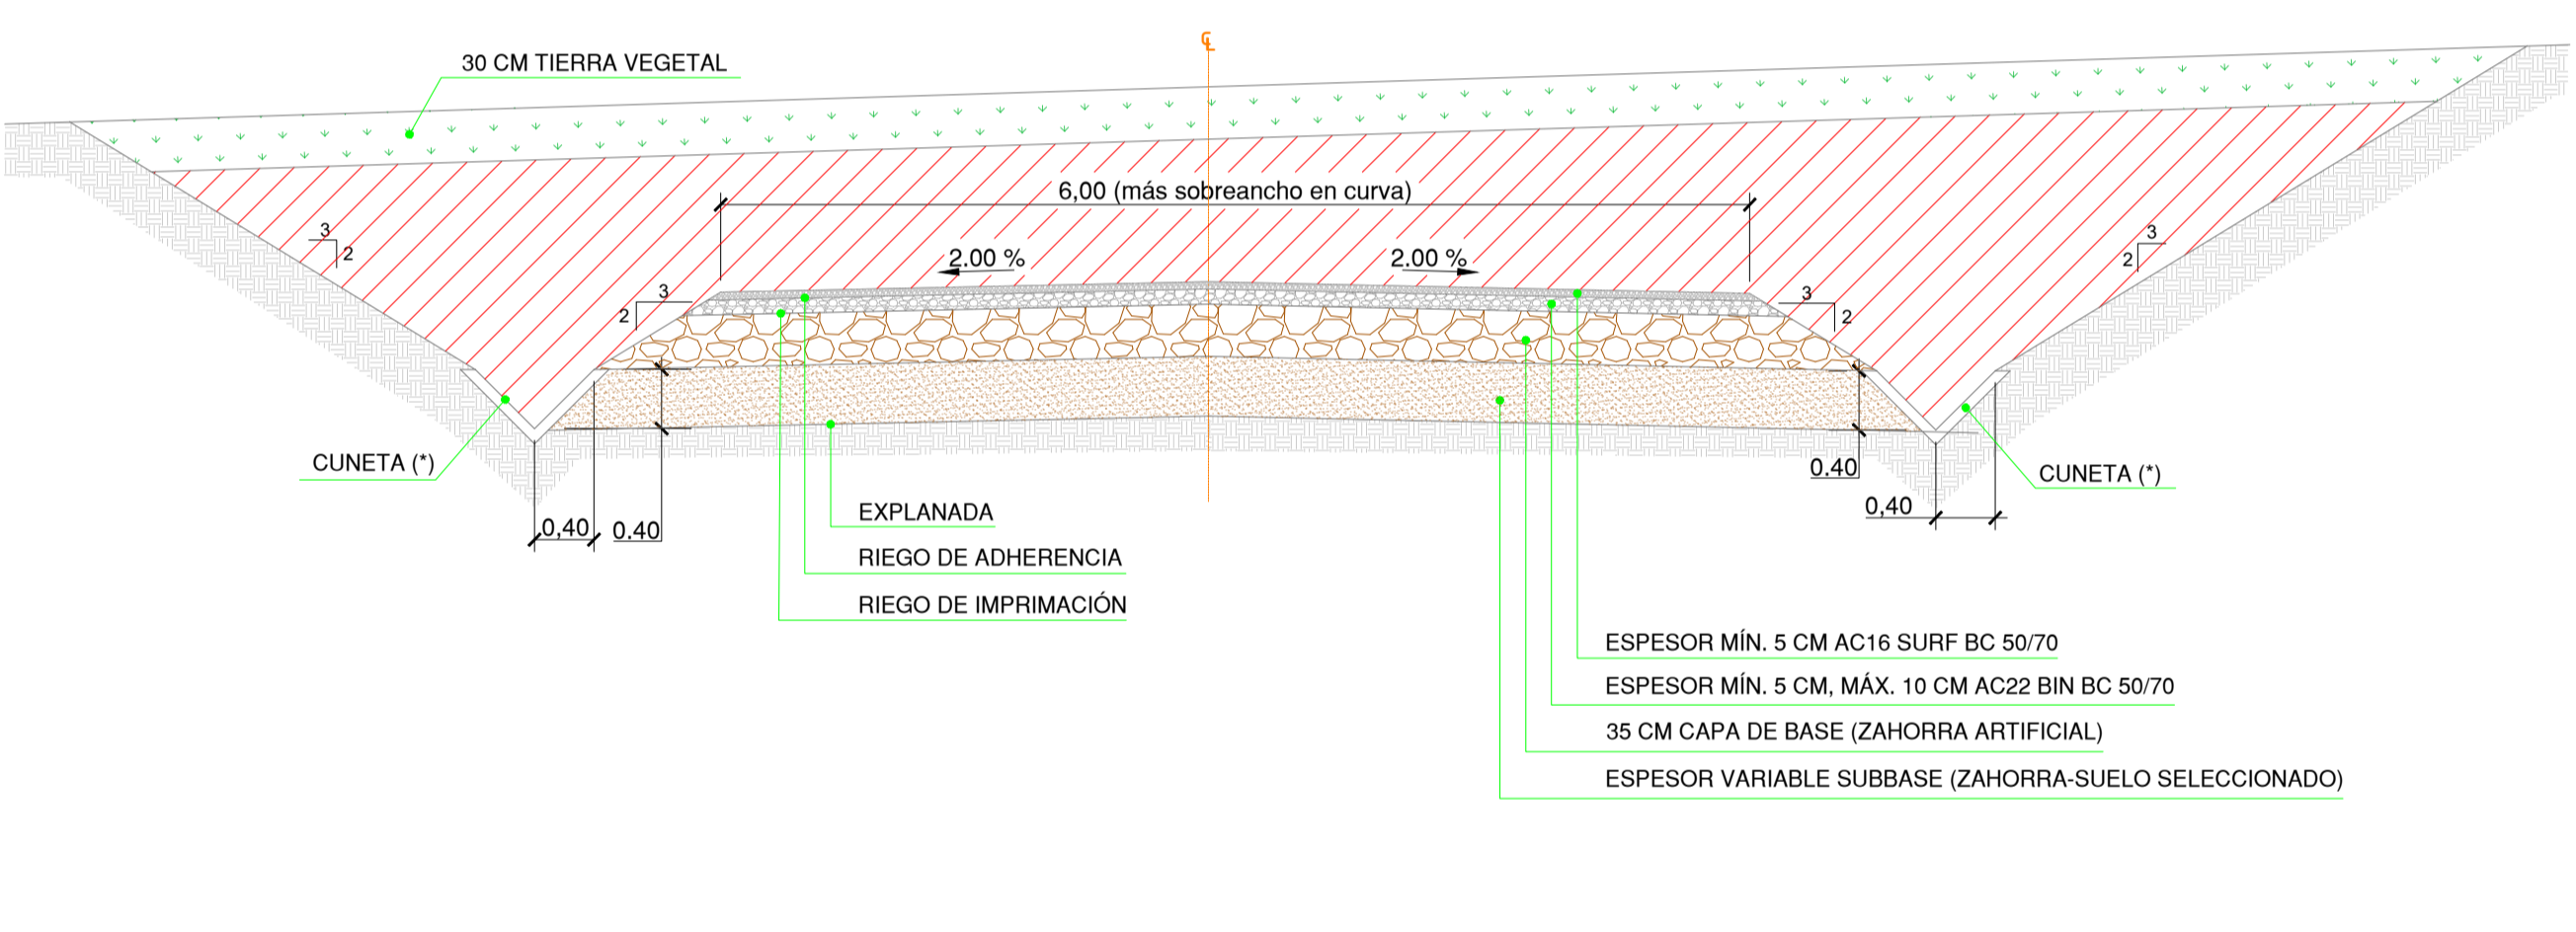 ℄
30 CM TIERRA VEGETAL
6,00 (más sobreancho en curva)
3
2
3
2
2.00 %
2.00 %
3
2
3
2
CUNETA (*)
0.40
CUNETA (*)
0,40
0,40
0.40
EXPLANADA
RIEGO DE ADHERENCIA
RIEGO DE IMPRIMACIÓN
ESPESOR MÍN. 5 CM AC16 SURF BC 50/70
ESPESOR MÍN. 5 CM, MÁX. 10 CM AC22 BIN BC 50/70
35 CM CAPA DE BASE (ZAHORRA ARTIFICIAL)
ESPESOR VARIABLE SUBBASE (ZAHORRA-SUELO SELECCIONADO)